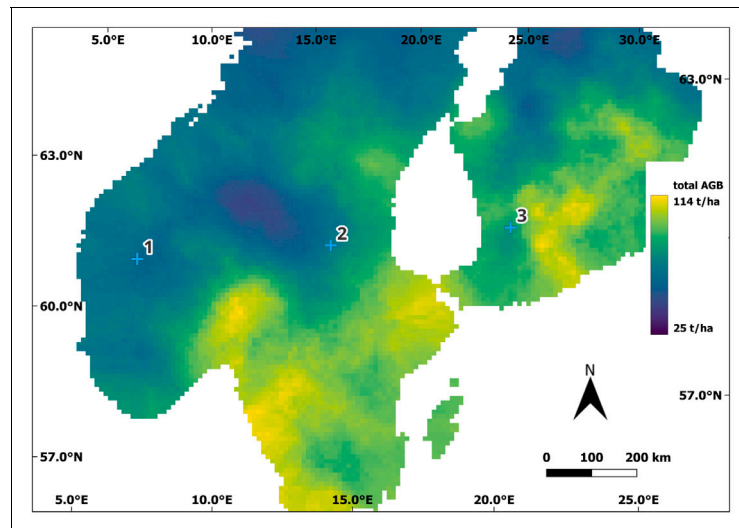 5.0°E 10.0°E 15.0°E 20.0°E 25.0°E 30.0°E
63.0°N
63.0°N
total AGB
114 t/ha
3
2
1
60.0°N
25 t/ha
N
57.0°N
57.0°N
0 100 200 km
5.0°E 10.0°E 15.0°E 20.0°E 25.0°E